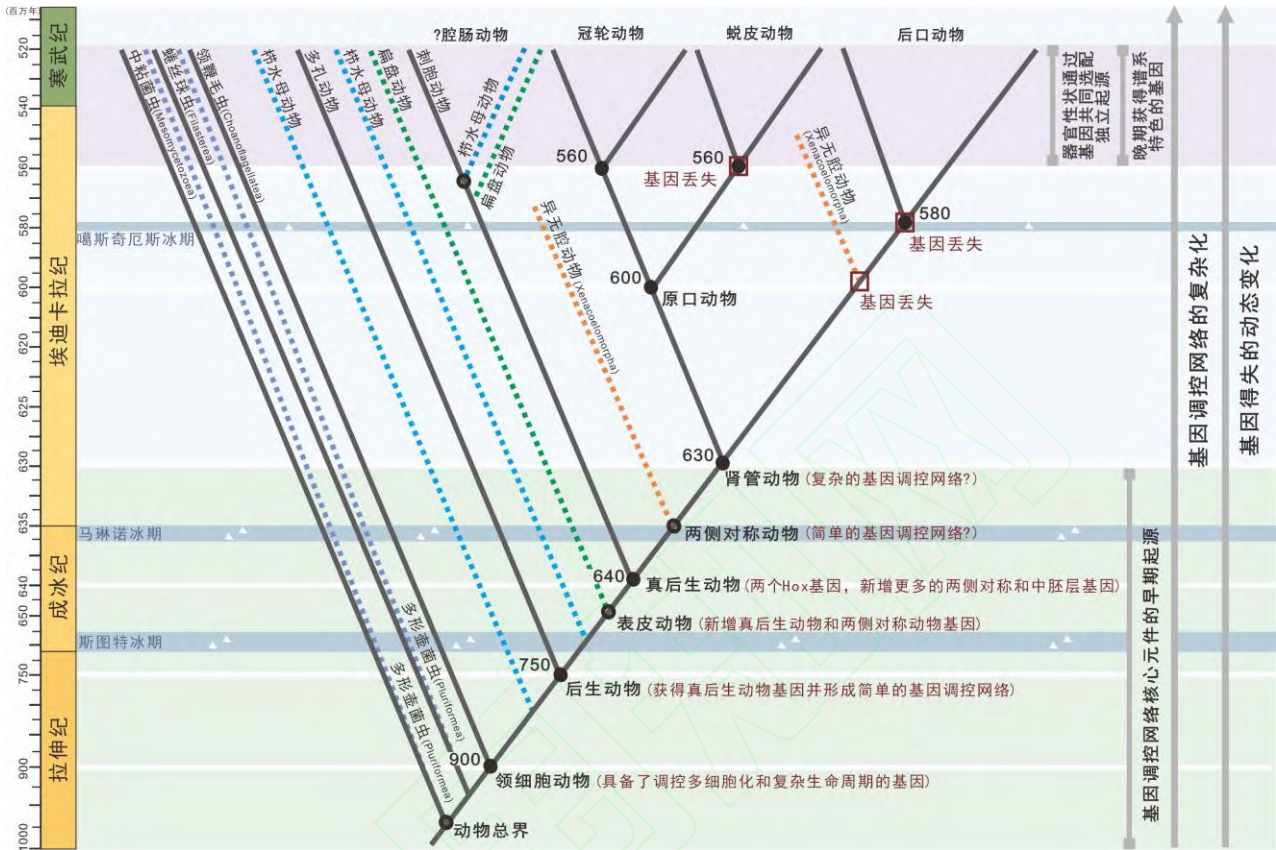 (百万年)
寒武纪
埃迪卡拉纪
成冰纪
拉伸纪
520
540
560
580
600
620
625
630
635
640
650
750
900
1000
?腔肠动物
冠轮动物
蜕皮动物
后口动物
中粘菌虫(Mesomycetozoea)
蜷丝球虫(Filasterea)
领鞭毛虫(Choanoflagellatea)
栉水母动物
多孔动物
栉水母动物
扁盘动物
刺胞动物
栉水母动物
扁盘动物
560
560
基因丢失
异无腔动物
(Xenacoelomorpha)
580
基因丢失
噶斯奇厄斯冰期
异无腔动物(Xenacoelomorpha)
600
原口动物
基因丢失
630
肾管动物 (复杂的基因调控网络?)
马琳诺冰期
两侧对称动物 (简单的基因调控网络?)
640
真后生动物 (两个Hox基因，新增更多的两侧对称和中胚层基因)
表皮动物 (新增真后生动物和两侧对称动物基因)
斯图特冰期
750
后生动物 (获得真后生动物基因并形成简单的基因调控网络)
多形壶菌虫(Pluriformea)
多形壶菌虫(Pluriformea)
900
领细胞动物 (具备了调控多细胞化和复杂生命周期的基因)
动物总界
器官性状通过
基因共同选配
独立起源
晚期获得谱系
特色的基因
基因调控网络核心元件的早期起源
基因调控网络的复杂化
基因得失的动态变化